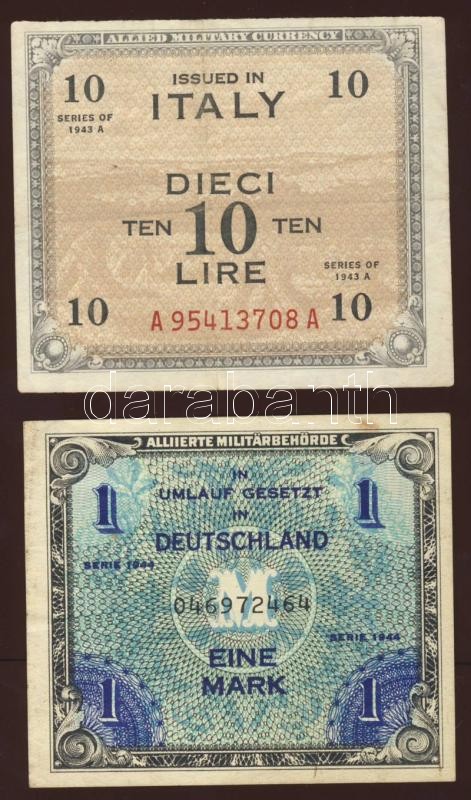 ALLIED MILITARY CURRENCY
10 ISSUED IN 10
SERIES OF
1943 A
ITALY
DIECI
TEN 10 TEN
LIRE
SERIES OF
1943 A
10 A95413708A 10
darabanth
ALLIIERTE MILITÄRBEHÖRDE
IN
1 UMLAUF GESETZT 1
IN
DEUTSCHLAND
SERIE 1944
M
046972464
SERIE 1944
EINE
1 MARK 1